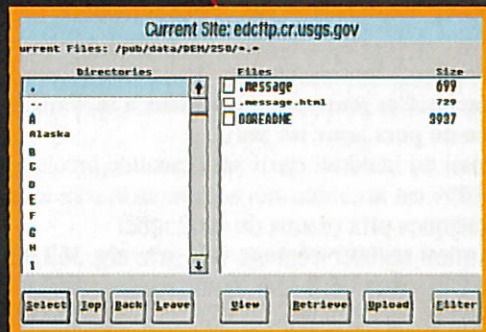 Current Site: edcftp.cr.usgs.gov
urrent Files: /pub/data/DEM/250/*.*
Directories
Files Size
.
.message 699
..
.message.html 729
A
00README 3927
Alaska
B
C
D
E
F
G
H
I
Select Top Back Leave View Retrieve Upload Filter